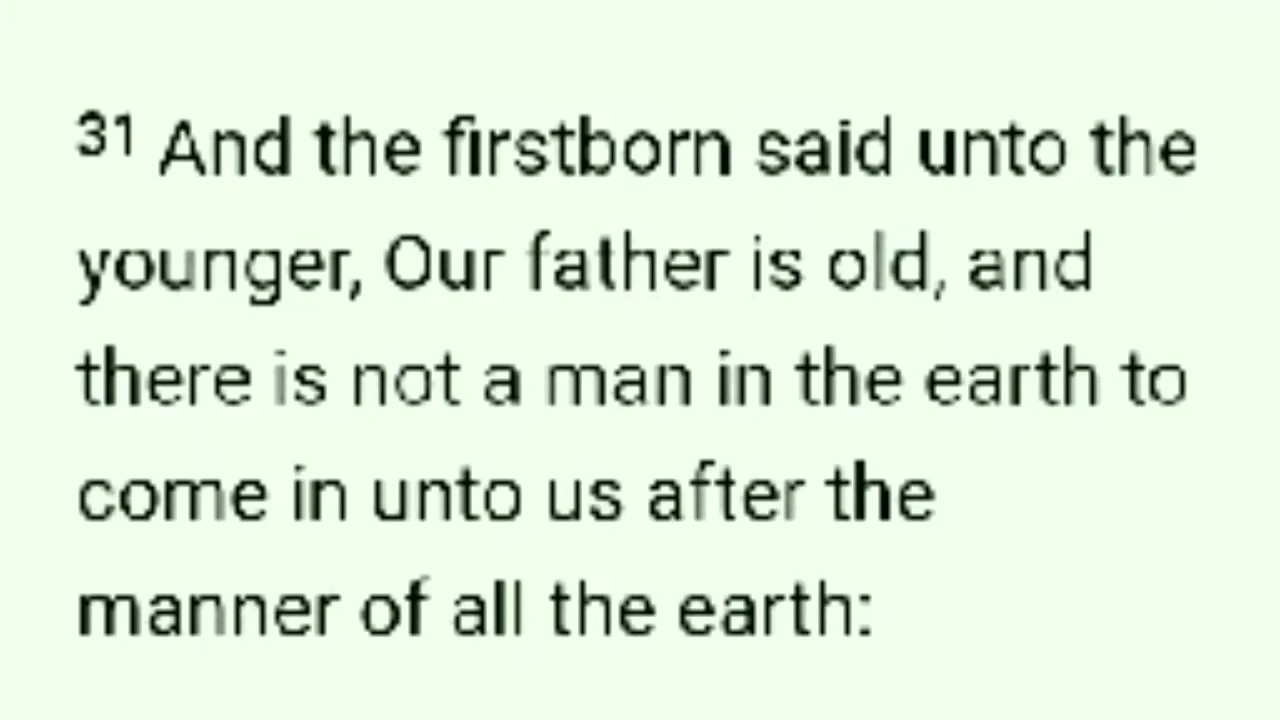 31 And the firstborn said unto the
younger, Our father is old, and
there is not a man in the earth to
come in unto us after the
manner of all the earth: